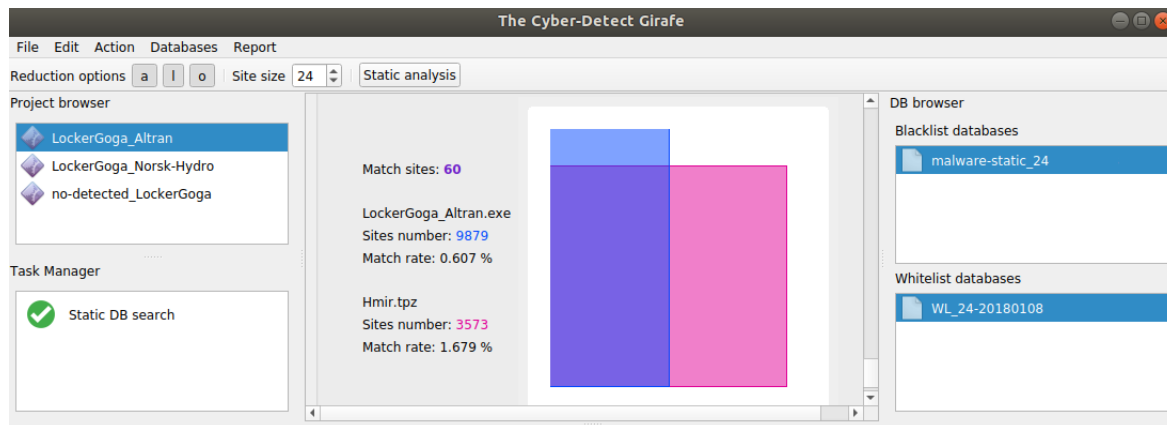 The Cyber-Detect Girafe
File Edit Action Databases Report
Reduction options a l o Site size 24 Static analysis
Project browser
LockerGoga_Altran
LockerGoga_Norsk-Hydro
no-detected_LockerGoga
Task Manager
Static DB search
Match sites: 60
LockerGoga_Altran.exe
Sites number: 9879
Match rate: 0.607 %
Hmir.tpz
Sites number: 3573
Match rate: 1.679 %
DB browser
Blacklist databases
malware-static_24
Whitelist databases
WL_24-20180108